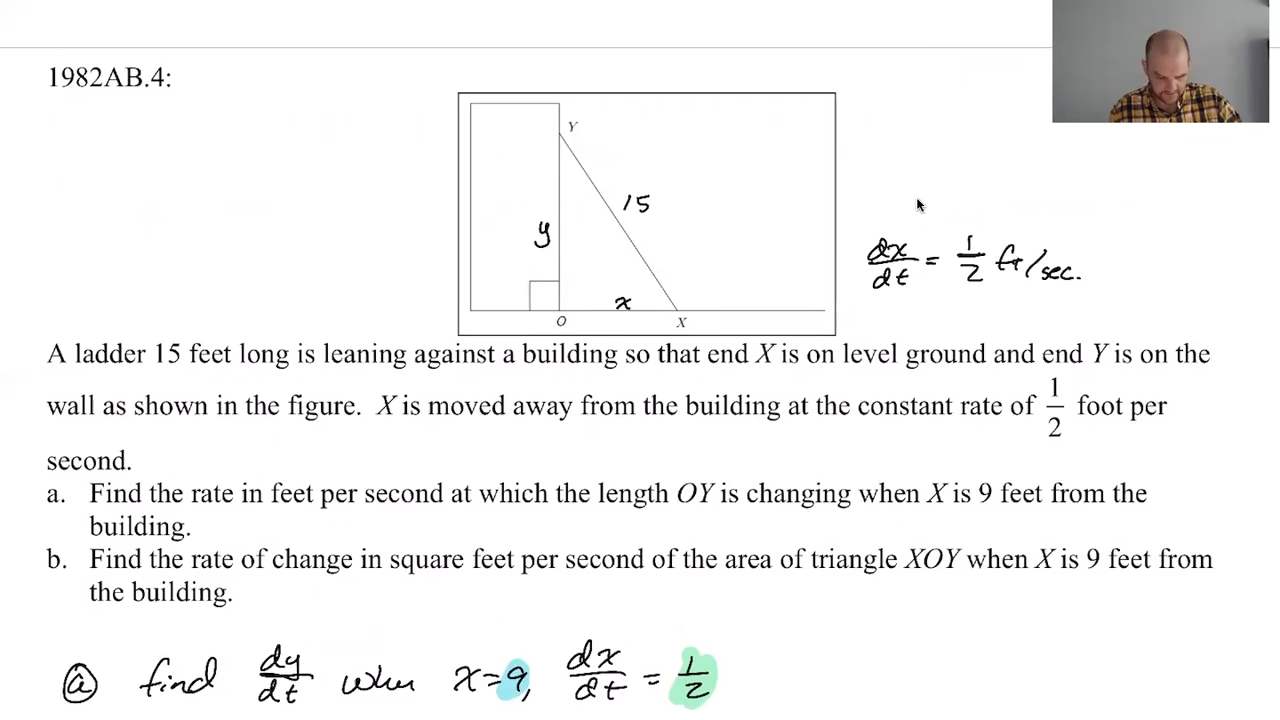 1982AB.4:
Y
15
y
dx/dt = 1/2 ft/sec.
x
O X
A ladder 15 feet long is leaning against a building so that end X is on level ground and end Y is on the
wall as shown in the figure. X is moved away from the building at the constant rate of 1/2 foot per
second.
a. Find the rate in feet per second at which the length OY is changing when X is 9 feet from the
building.
b. Find the rate of change in square feet per second of the area of triangle XOY when X is 9 feet from
the building.
ⓐ find dy/dt when x=9, dx/dt = 1/2